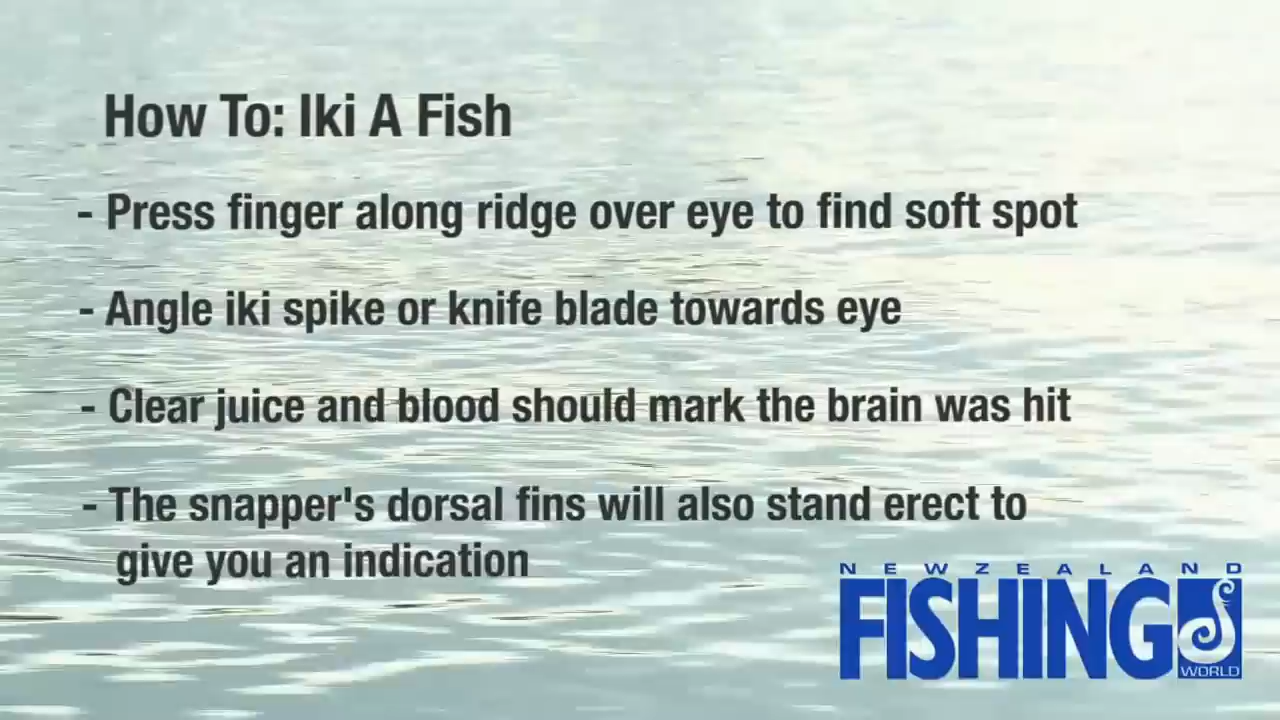 How To: Iki A Fish
- Press finger along ridge over eye to find soft spot
- Angle iki spike or knife blade towards eye
- Clear juice and blood should mark the brain was hit
- The snapper's dorsal fins will also stand erect to
give you an indication
NEW ZEALAND
FISHING
WORLD